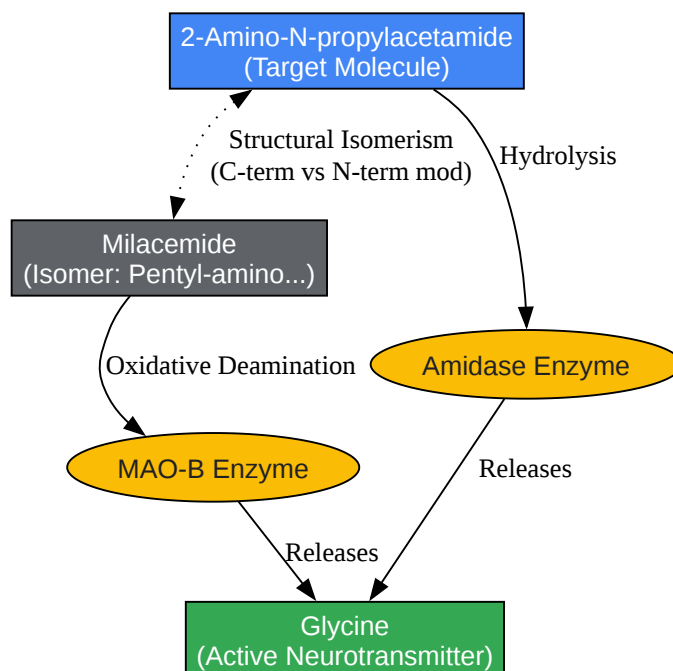 2-Amino-N-propylacetamide
(Target Molecule)
Structural Isomerism
(C-term vs N-term mod)
Hydrolysis
Milacemide
(Isomer: Pentyl-amino...)
Oxidative Deamination
Amidase Enzyme
MAO-B Enzyme
Releases
Releases
Glycine
(Active Neurotransmitter)